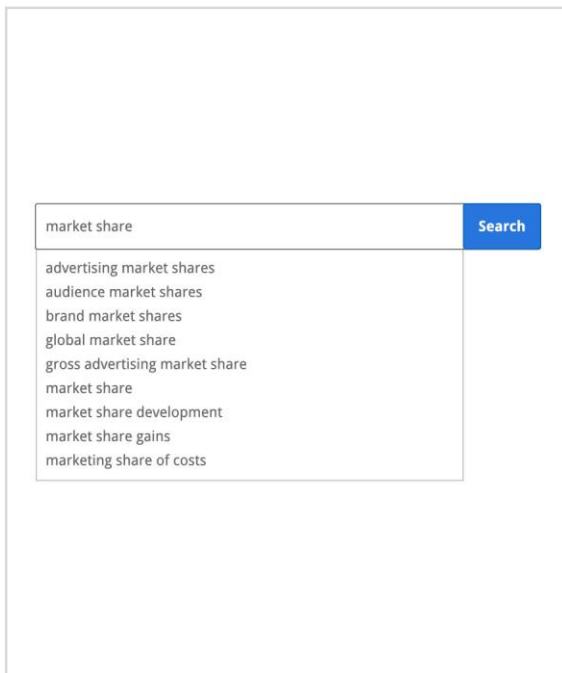 market share
Search
advertising market shares
audience market shares
brand market shares
global market share
gross advertising market share
market share
market share development
market share gains
marketing share of costs